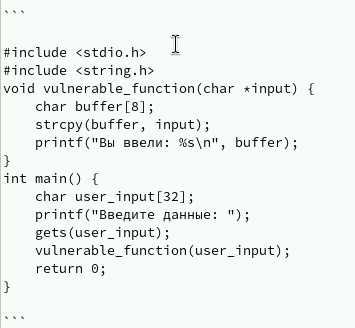 ```
#include <stdio.h>
#include <string.h>
void vulnerable_function(char *input) {
    char buffer[8];
    strcpy(buffer, input);
    printf("Вы ввели: %s\n", buffer);
}
int main() {
    char user_input[32];
    printf("Введите данные: ");
    gets(user_input);
    vulnerable_function(user_input);
    return 0;
}
```